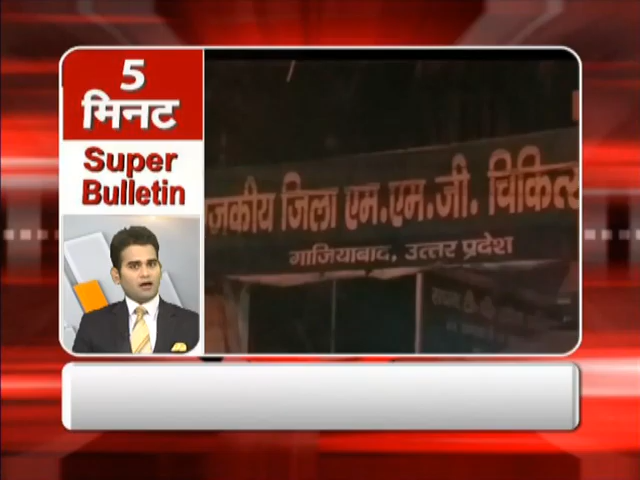 5
मिनट
Super
Bulletin
जकीय जिला एम.एम.जी. चिकित्स
गाजियाबाद, उत्तर प्रदेश